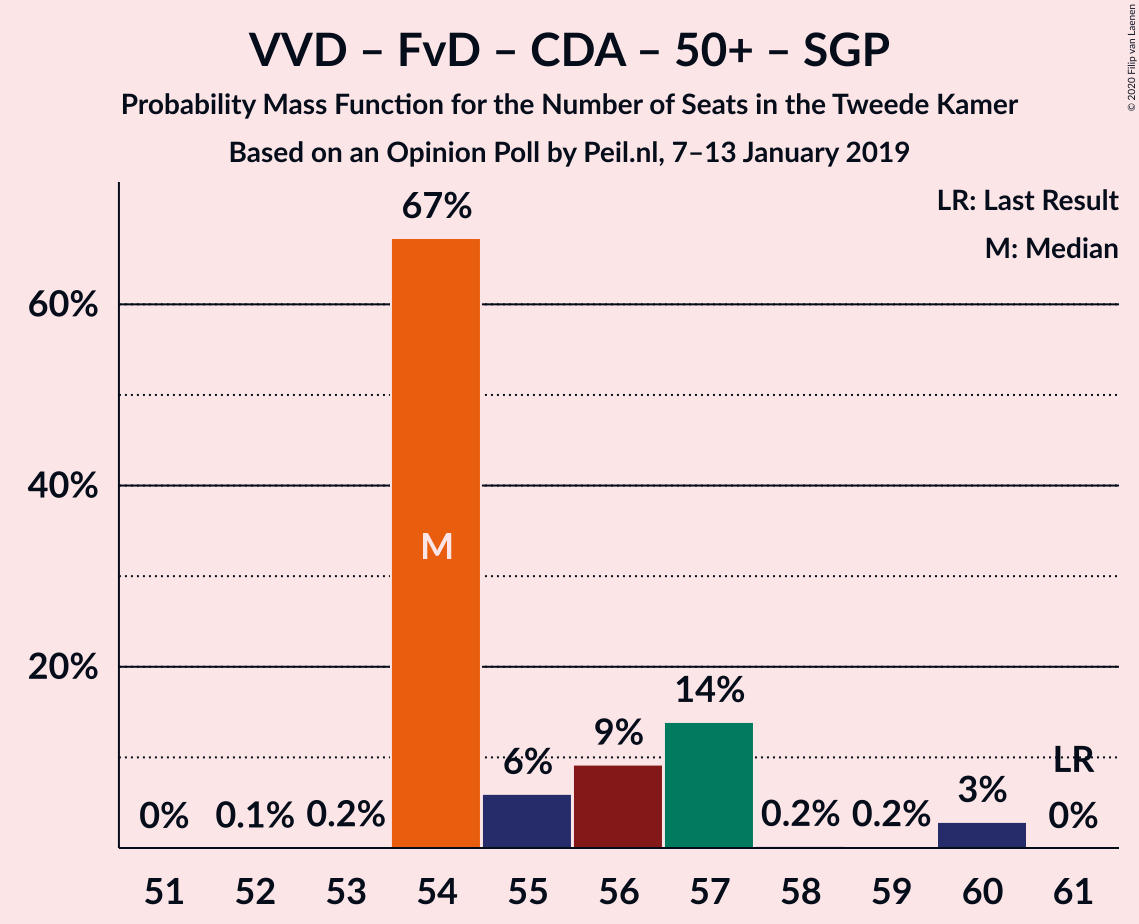 VVD – FvD – CDA – 50+ – SGP
Probability Mass Function for the Number of Seats in the Tweede Kamer
Based on an Opinion Poll by Peil.nl, 7–13 January 2019
© 2020 Filip van Laenen
LR: Last Result
M: Median
67%
60%
40%
M
20%
14%
9%
6%
LR
3%
0% 0.1% 0.2% 0.2% 0.2% 0%
51 52 53 54 55 56 57 58 59 60 61